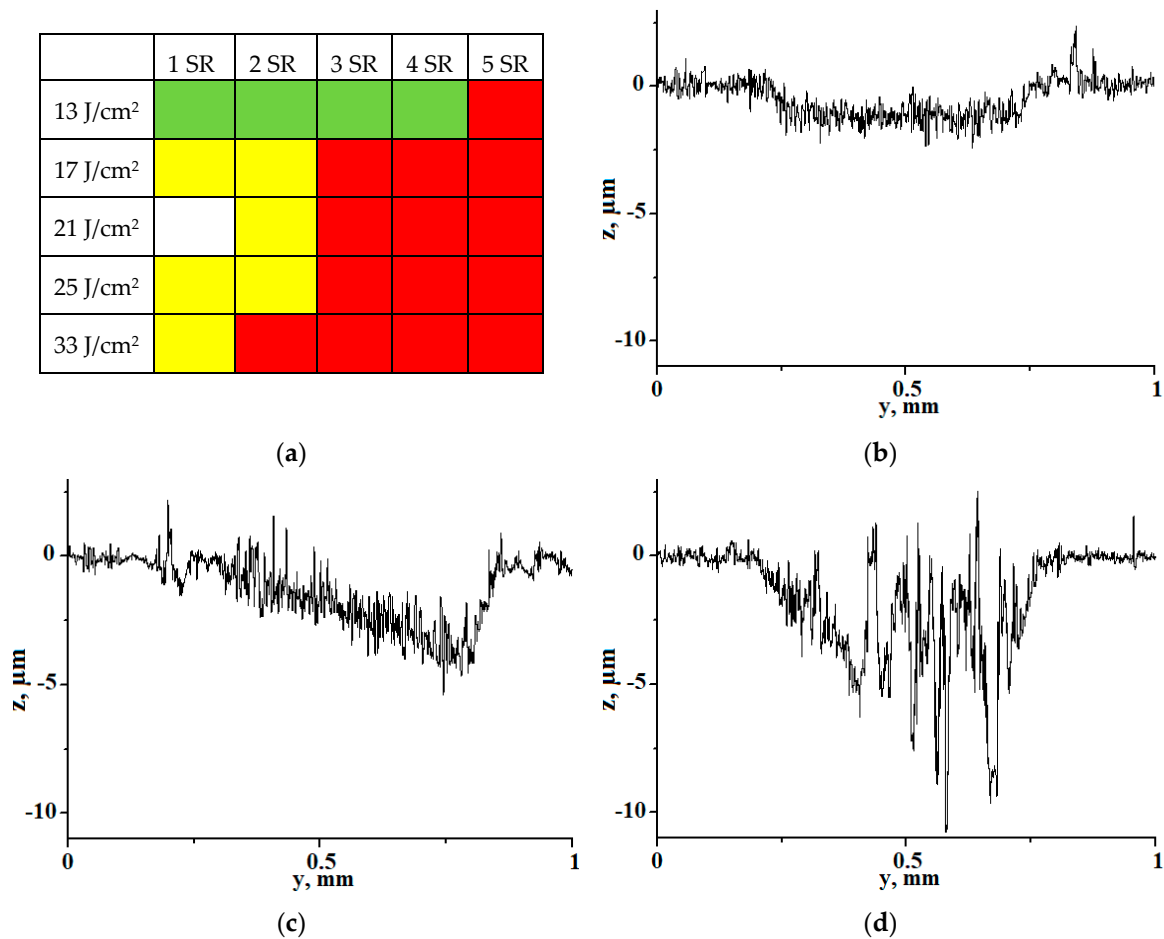 1 SR 2 SR 3 SR 4 SR 5 SR
13 J/cm²
17 J/cm²
21 J/cm²
25 J/cm²
33 J/cm²
(a)
0
-5
-10
z, µm
0 0.5 1
y, mm
(b)
0
-5
-10
z, µm
0 0.5 1
y, mm
(c)
0
-5
-10
z, µm
0 0.5 1
y, mm
(d)